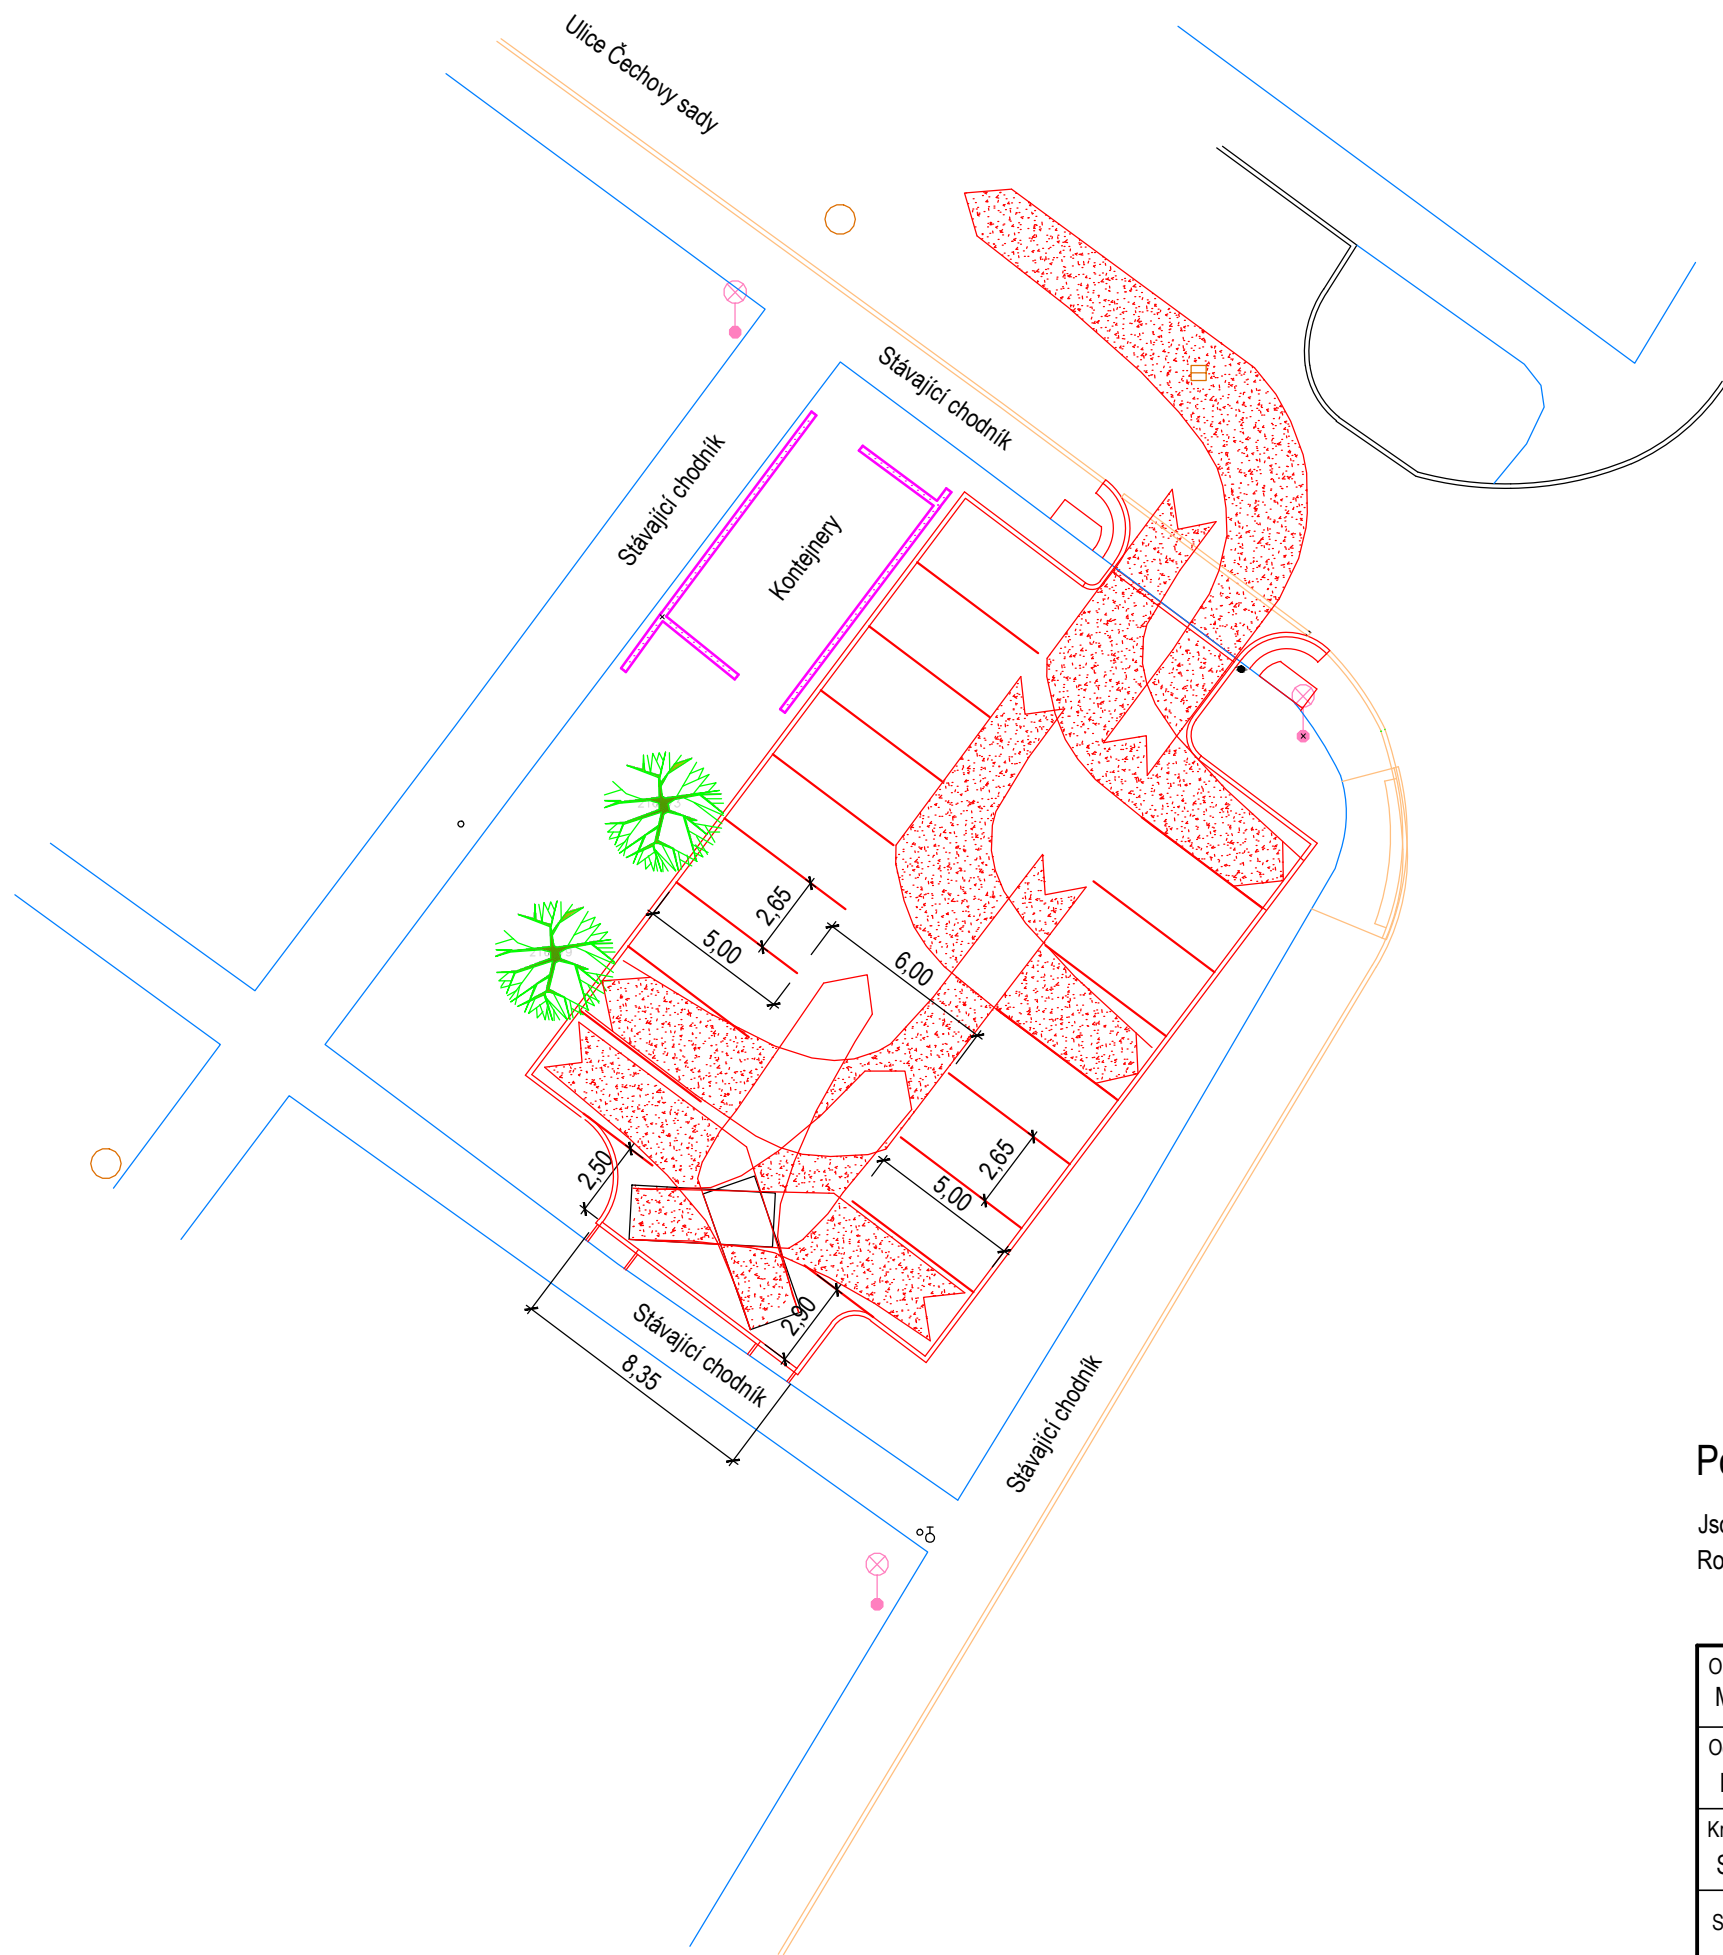 Ulice Čechovy sady
Stávající chodník
Stávající chodník
Kontejnery
2,65
5,00
6,00
2,50
2,65
5,00
2,90
8,35
Stávající chodník
Stávající chodník